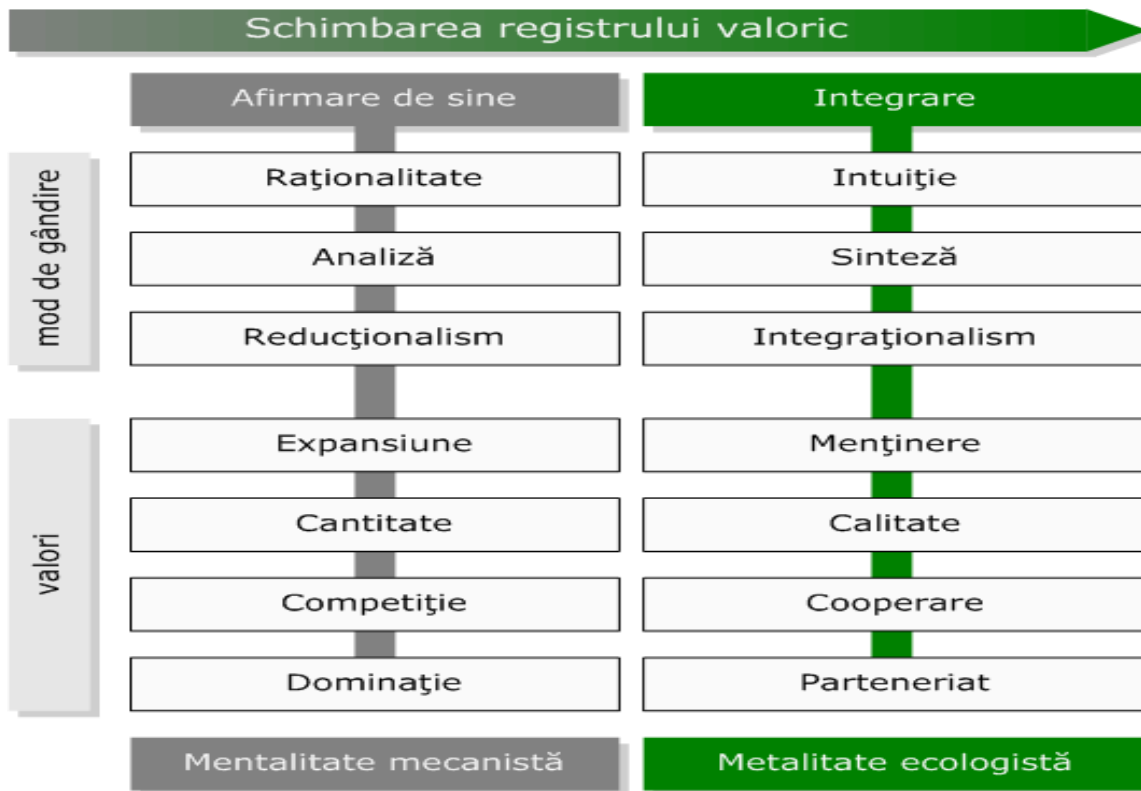 Schimbarea registrului valoric
Afirmare de sine
Integrare
mod de gândire
Raţionalitate
Intuiţie
Analiză
Sinteză
Reducţionalism
Integraţionalism
valori
Expansiune
Menţinere
Cantitate
Calitate
Competiţie
Cooperare
Dominaţie
Parteneriat
Mentalitate mecanistă
Metalitate ecologistă